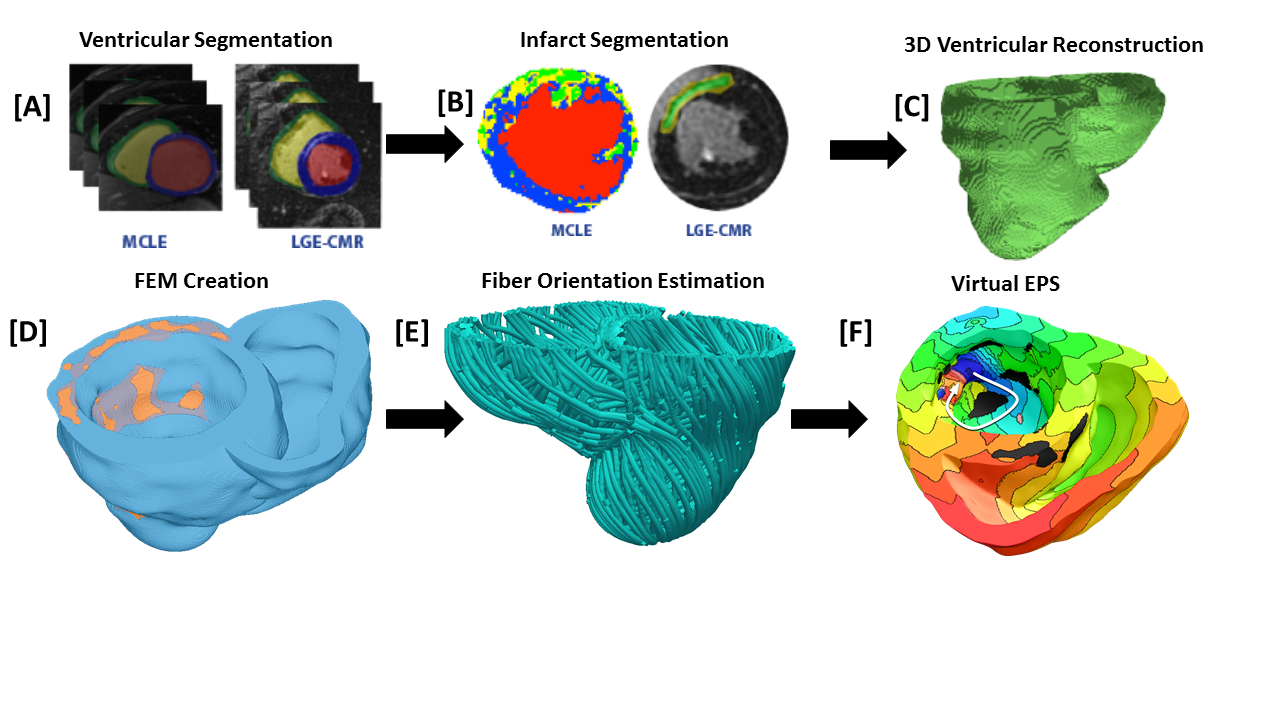 Ventricular Segmentation
Infarct Segmentation
3D Ventricular Reconstruction
[A]
[B]
[C]
MCLE
LGE-CMR
MCLE
LGE-CMR
FEM Creation
Fiber Orientation Estimation
Virtual EPS
[D]
[E]
[F]